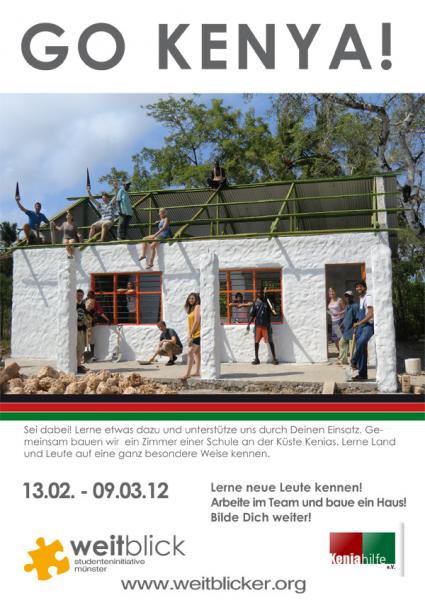 GO KENYA!
Sei dabei! Lerne etwas dazu und unterstütze uns durch Deinen Einsatz. Ge-
meinsam bauen wir ein Zimmer einer Schule an der Küste Kenias. Lerne Land
und Leute auf eine ganz besondere Weise kennen.
13.02. - 09.03.12
Lerne neue Leute kennen!
Arbeite im Team und baue ein Haus!
Bilde Dich weiter!
weitblick
studenteninitiative
münster
Keniahilfe
e.V.
www.weitblicker.org